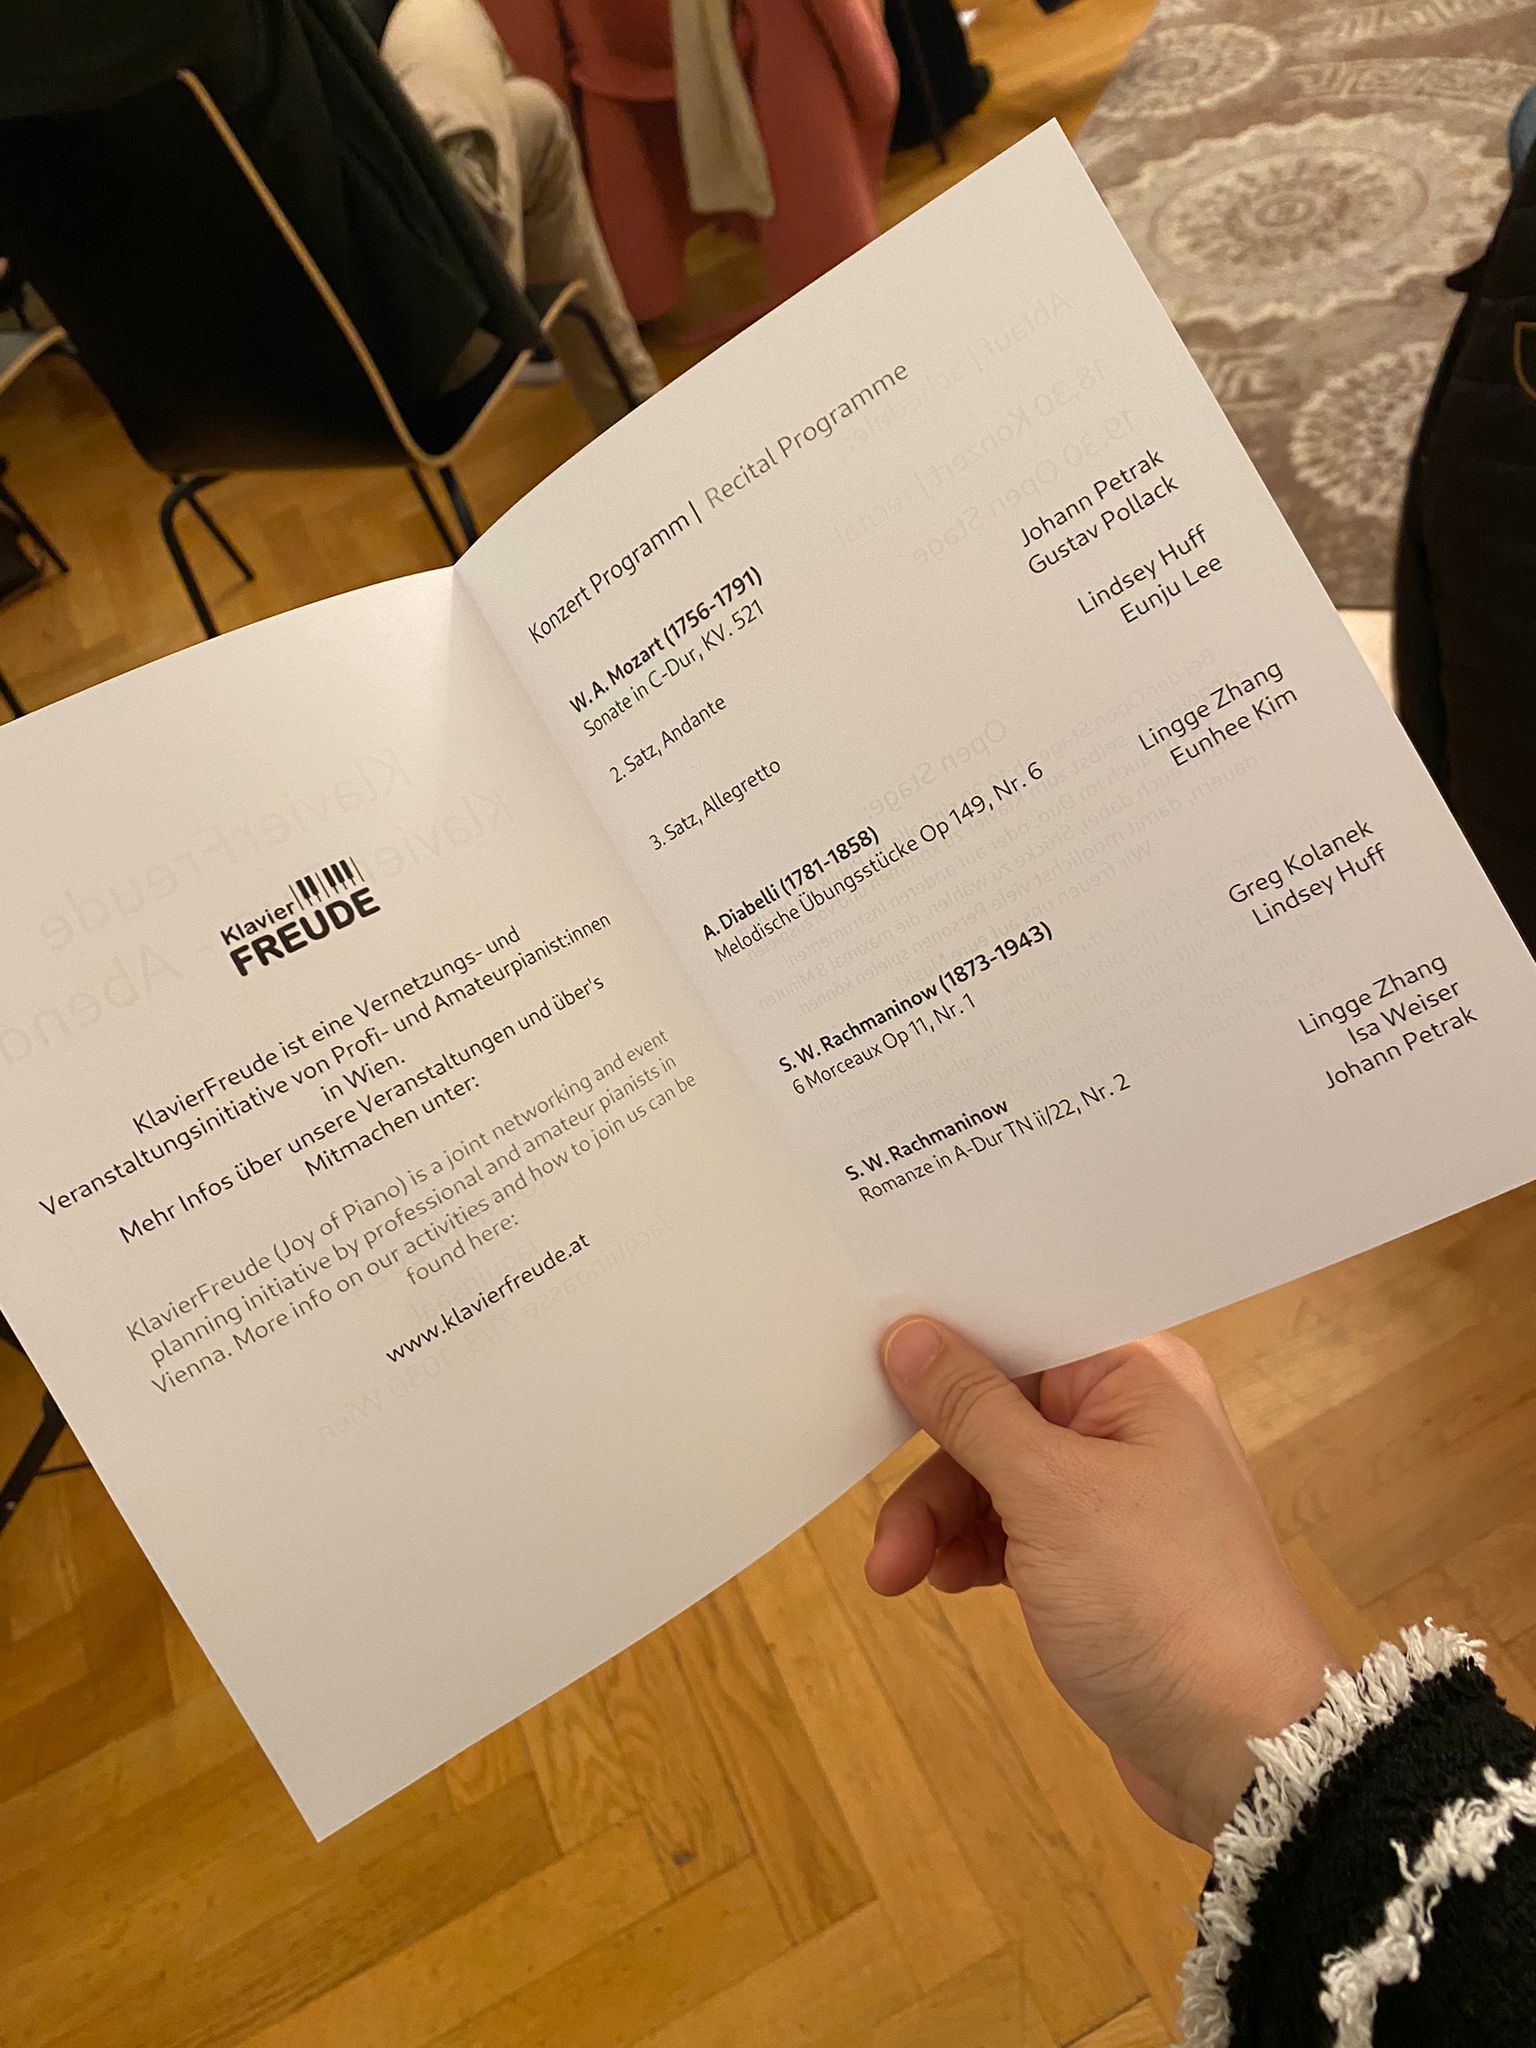 Klavier
FREUDE
KlavierFreude ist eine Vernetzungs- und
Veranstaltungsinitiative von Profi- und Amateurpianist:innen
in Wien.
Mehr Infos über unsere Veranstaltungen und über's
Mitmachen unter:
KlavierFreude (Joy of Piano) is a joint networking and event
planning initiative by professional and amateur pianists in
Vienna. More info on our activities and how to join us can be
found here:
www.klavierfreude.at
Konzert Programm | Recital Programme
W. A. Mozart (1756-1791)
Sonate in C-Dur, KV. 521
2. Satz, Andante
Johann Petrak
Gustav Pollack
3. Satz, Allegretto
Lindsey Huff
Eunju Lee
A. Diabelli (1781-1858)
Melodische Übungsstücke Op 149, Nr. 6
Lingge Zhang
Eunhee Kim
S. W. Rachmaninow (1873-1943)
6 Morceaux Op 11, Nr. 1
Greg Kolanek
Lindsey Huff
S. W. Rachmaninow
Romanze in A-Dur TN ii/22, Nr. 2
Lingge Zhang
Isa Weiser
Johann Petrak